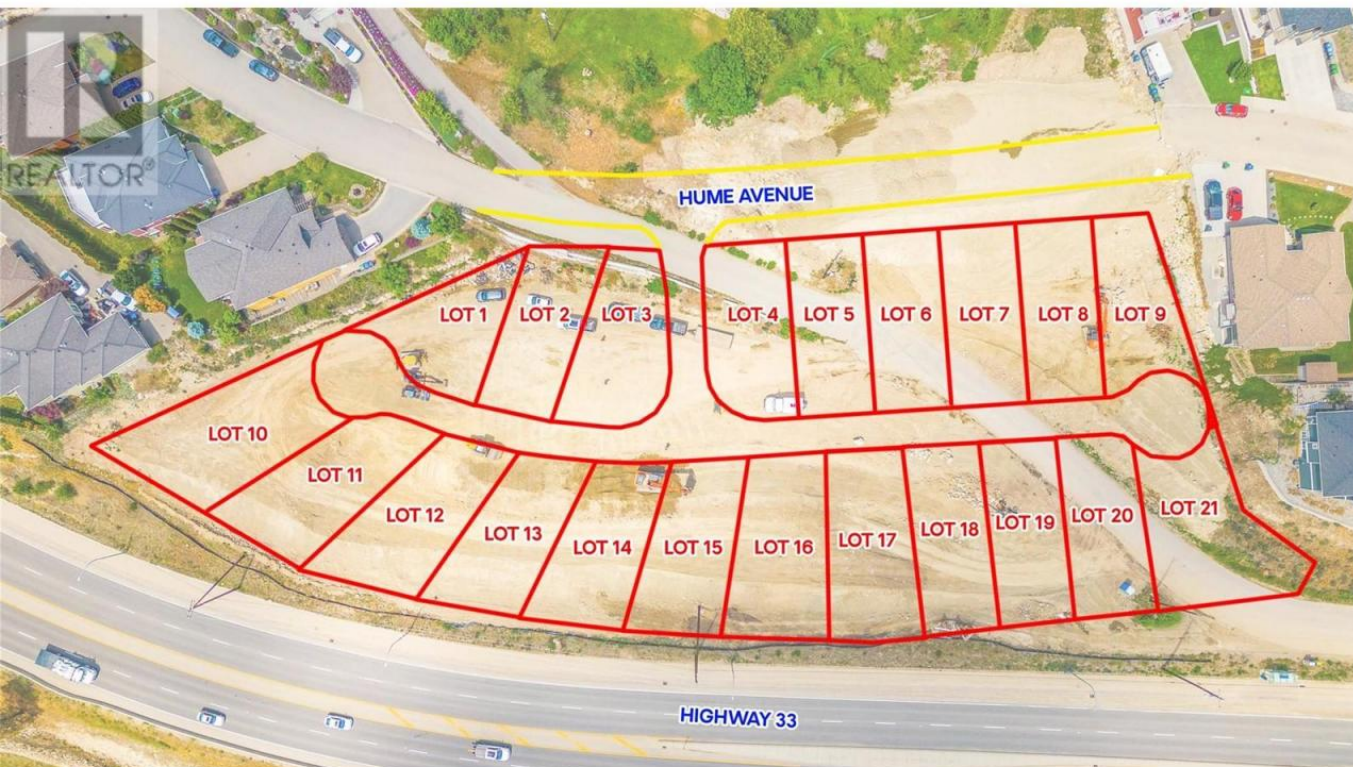 REALTOR®
HUME AVENUE
LOT 1
LOT 2
LOT 3
LOT 4
LOT 5
LOT 6
LOT 7
LOT 8
LOT 9
LOT 10
LOT 11
LOT 12
LOT 13
LOT 14
LOT 15
LOT 16
LOT 17
LOT 18
LOT 19
LOT 20
LOT 21
HIGHWAY 33